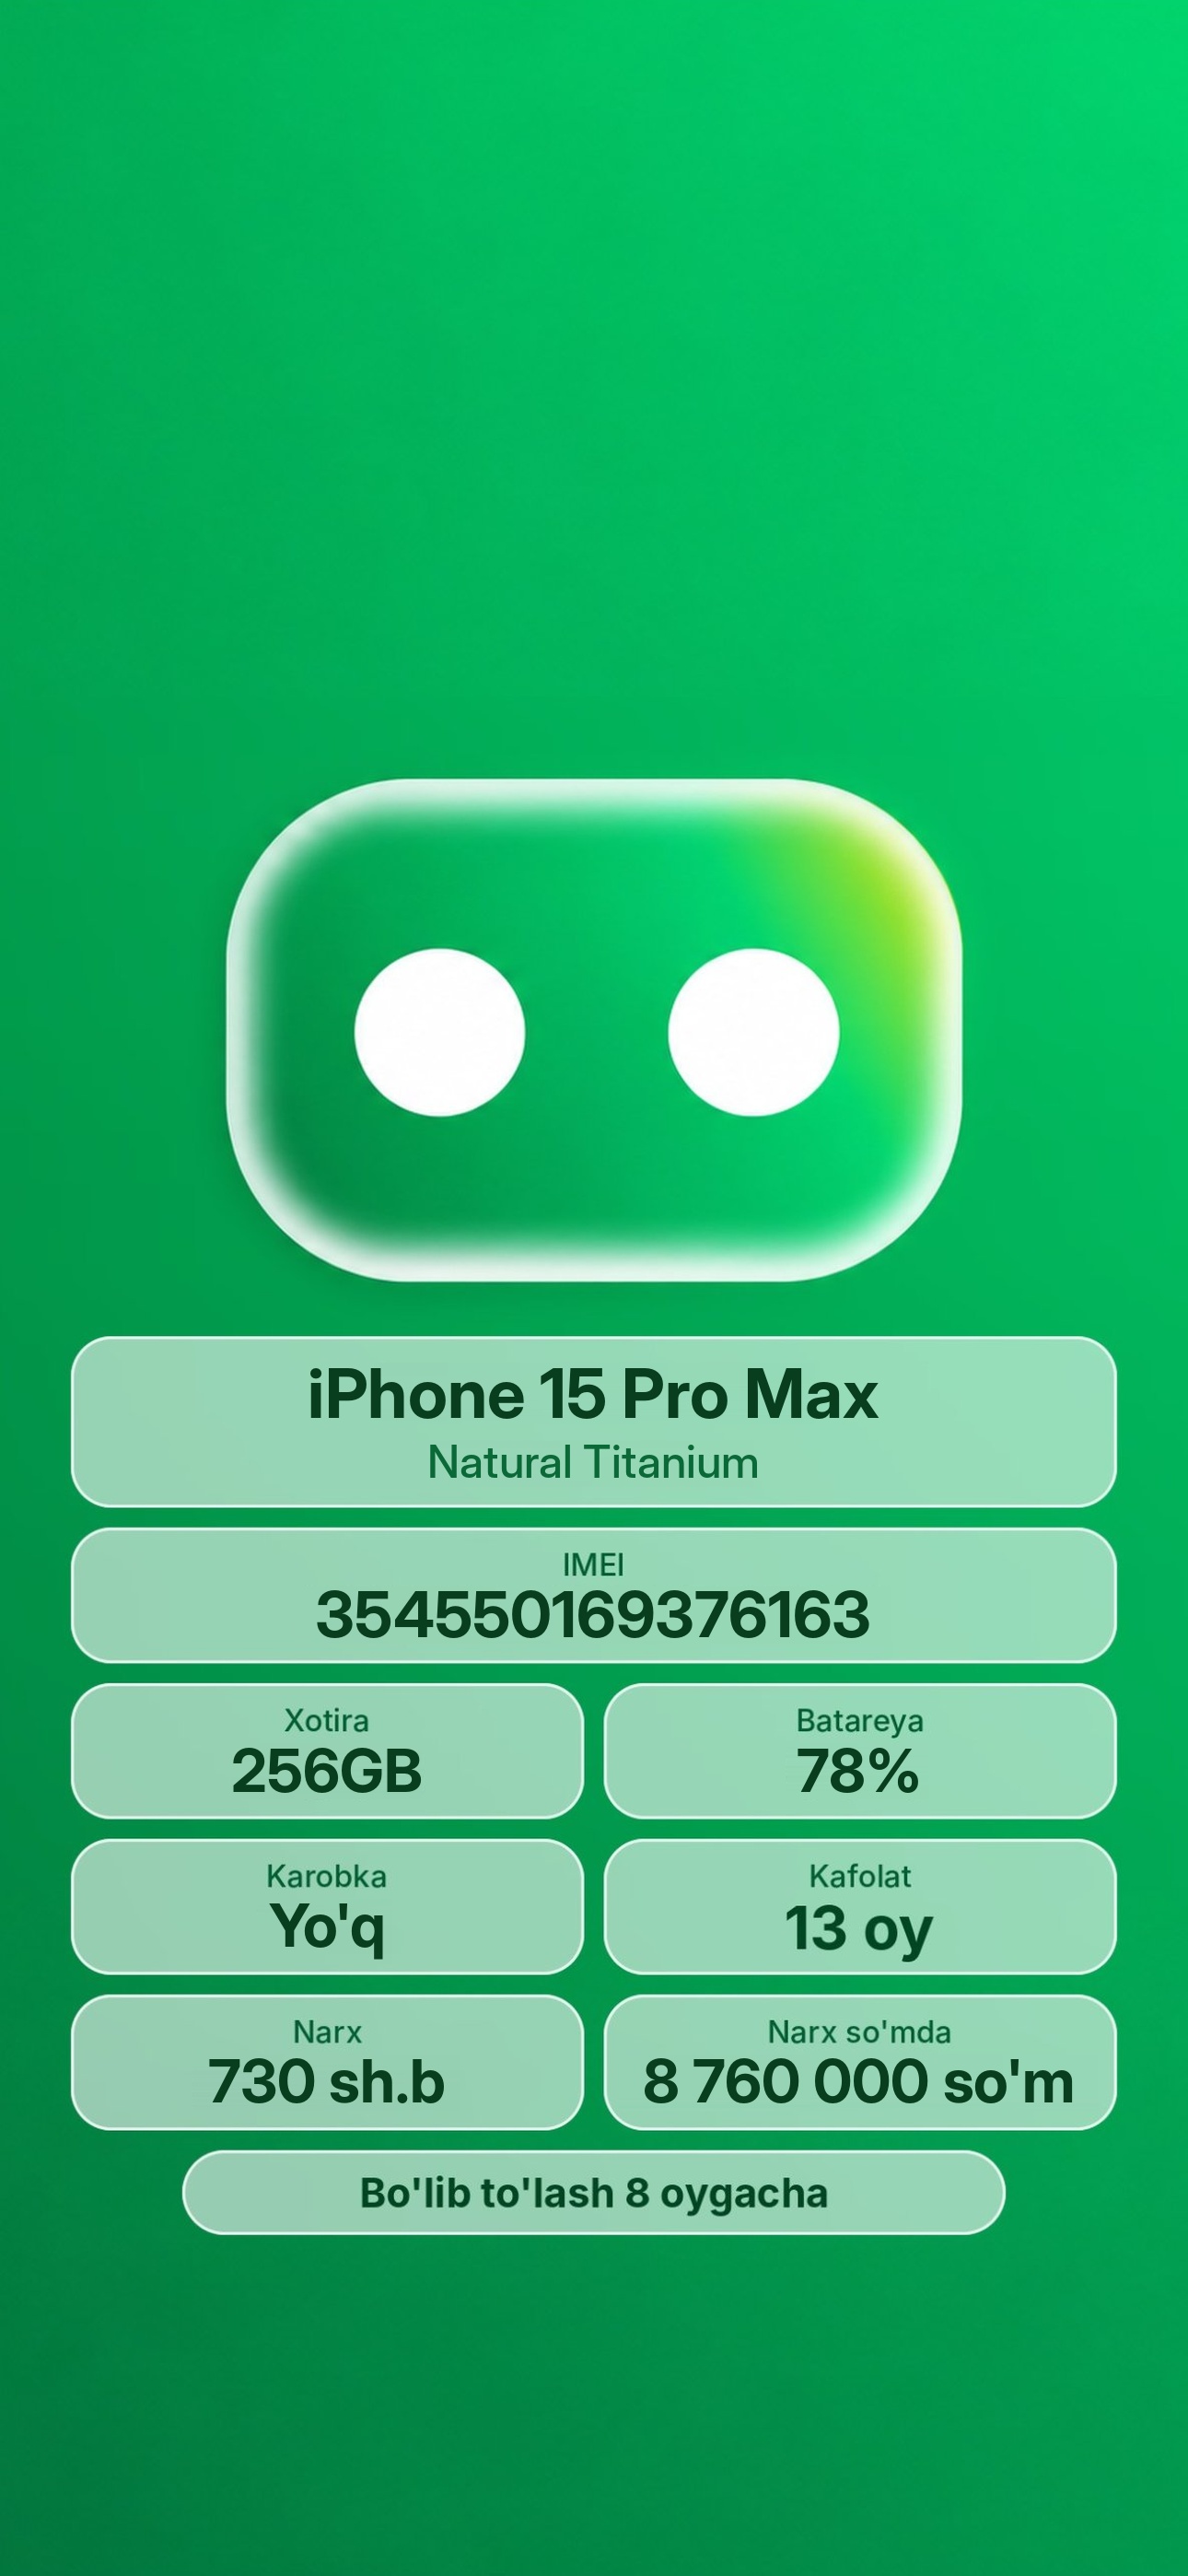 iPhone 15 Pro Max
Natural Titanium
IMEI
354550169376163
Xotira
256GB
Batareya
78%
Karobka
Yo'q
Kafolat
13 oy
Narx
730 sh.b
Narx so'mda
8 760 000 so'm
Bo'lib to'lash 8 oygacha